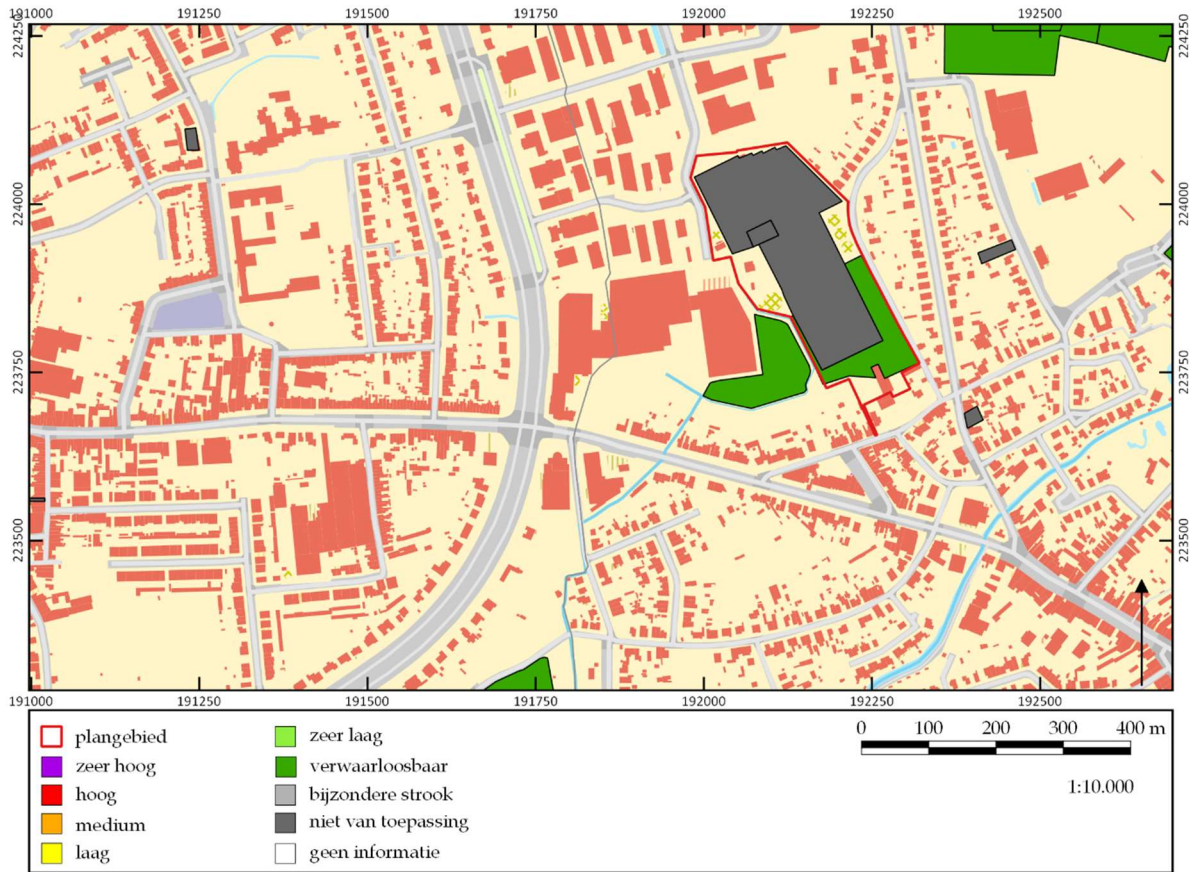 191000 191250 191500 191750 192000 192250 192500
224250 224250
224000 224000
223750 223750
223500 223500
191000 191250 191500 191750 192000 192250 192500
plangebied
zeer hoog
hoog
medium
laag
zeer laag
verwaarloosbaar
bijzondere strook
niet van toepassing
geen informatie
0 100 200 300 400 m
1:10.000